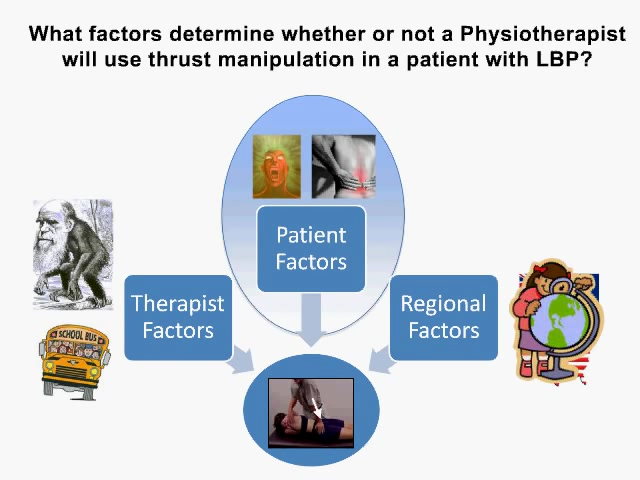 What factors determine whether or not a Physiotherapist
will use thrust manipulation in a patient with LBP?
Patient
Factors
Therapist
Factors
Regional
Factors
SCHOOL BUS